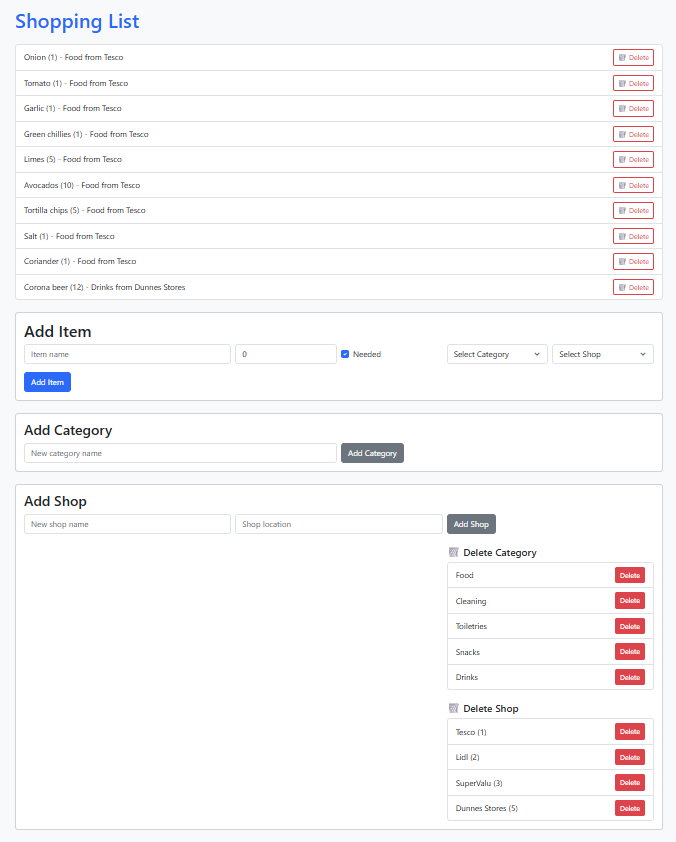 Shopping List
Onion (1) - Food from Tesco Delete
Tomato (1) - Food from Tesco Delete
Garlic (1) - Food from Tesco Delete
Green chillies (1) - Food from Tesco Delete
Limes (5) - Food from Tesco Delete
Avocados (10) - Food from Tesco Delete
Tortilla chips (5) - Food from Tesco Delete
Salt (1) - Food from Tesco Delete
Coriander (1) - Food from Tesco Delete
Corona beer (12) - Drinks from Dunnes Stores Delete
Add Item
Item name 0 Needed Select Category Select Shop
Add Item
Add Category
New category name Add Category
Add Shop
New shop name Shop location Add Shop
Delete Category
Food Delete
Cleaning Delete
Toiletries Delete
Snacks Delete
Drinks Delete
Delete Shop
Tesco (1) Delete
Lidl (2) Delete
SuperValu (3) Delete
Dunnes Stores (5) Delete